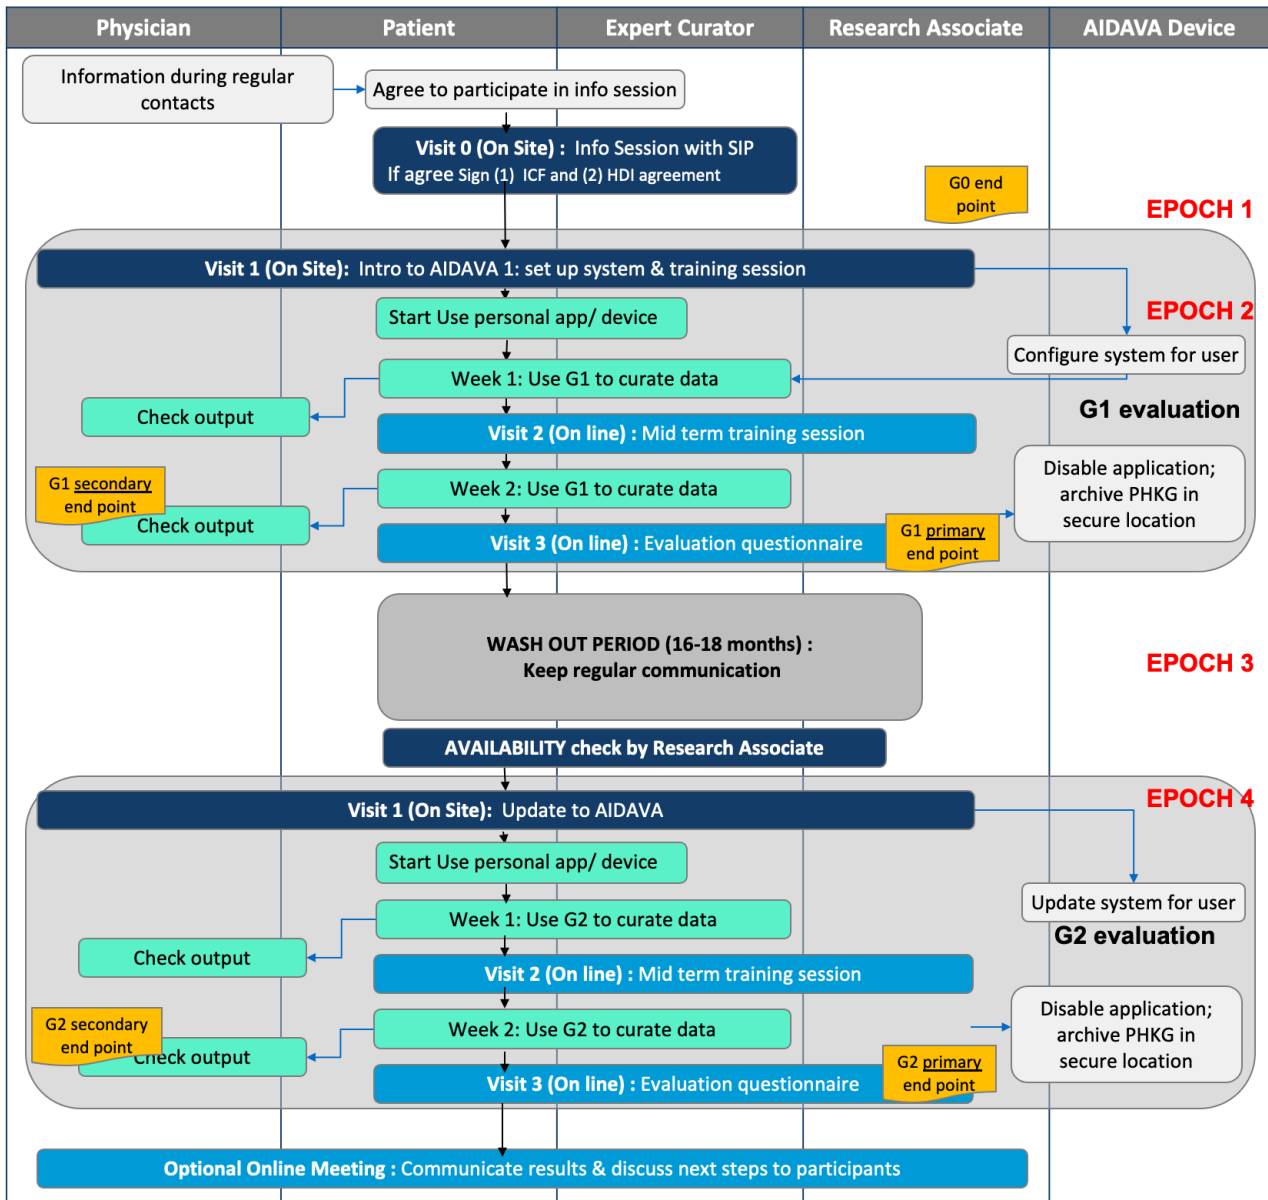 Physician
Patient
Expert Curator
Research Associate
AIDAVA Device
Information during regular
contacts
Agree to participate in info session
Visit 0 (On Site) : Info Session with SIP
If agree Sign (1) ICF and (2) HDI agreement
G0 end
point
EPOCH 1
Visit 1 (On Site): Intro to AIDAVA 1: set up system & training session
EPOCH 2
Start Use personal app/ device
Configure system for user
Week 1: Use G1 to curate data
Check output
G1 evaluation
Visit 2 (On line) : Mid term training session
Disable application;
archive PHKG in
secure location
G1 secondary
end point
Week 2: Use G1 to curate data
Check output
G1 primary
end point
Visit 3 (On line) : Evaluation questionnaire
WASH OUT PERIOD (16-18 months) :
Keep regular communication
EPOCH 3
AVAILABILITY check by Research Associate
EPOCH 4
Visit 1 (On Site): Update to AIDAVA
Start Use personal app/ device
Update system for user
Week 1: Use G2 to curate data
G2 evaluation
Check output
Visit 2 (On line) : Mid term training session
Disable application;
archive PHKG in
secure location
G2 secondary
end point
Week 2: Use G2 to curate data
Check output
G2 primary
end point
Visit 3 (On line) : Evaluation questionnaire
Optional Online Meeting : Communicate results & discuss next steps to participants